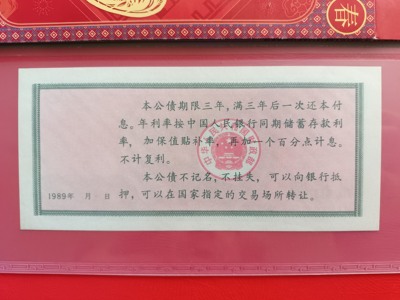 春
本公债期限三年,满三年后一次还本付
息。年利率按中国人民银行同期储蓄存款利
率,加保值贴补率,再加一个百分点计息。
不计复利。
本公债不记名,不挂失,可以向银行抵
押,可以在国家指定的交易场所转让。
1989年 月 日